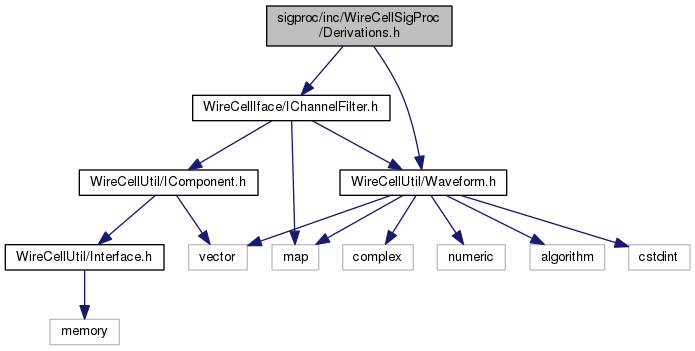 sigproc/inc/WireCellSigProc
/Derivations.h
WireCellIface/IChannelFilter.h
WireCellUtil/IComponent.h
WireCellUtil/Waveform.h
WireCellUtil/Interface.h
vector
map
complex
numeric
algorithm
cstdint
memory